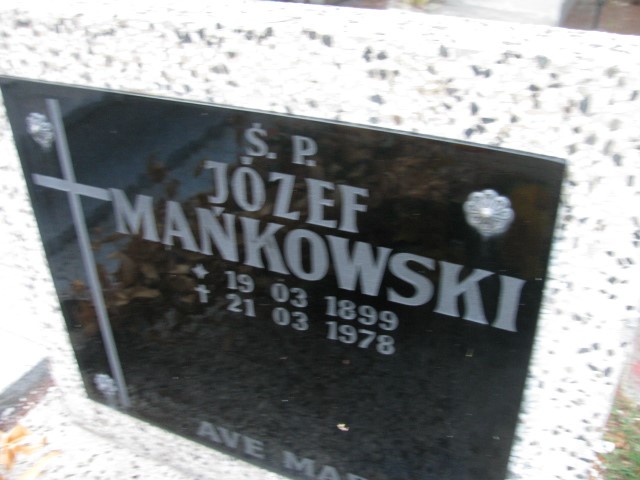 Ś. P.
JÓZEF
MAŃKOWSKI
* 19 03 1899
† 21 03 1978
AVE